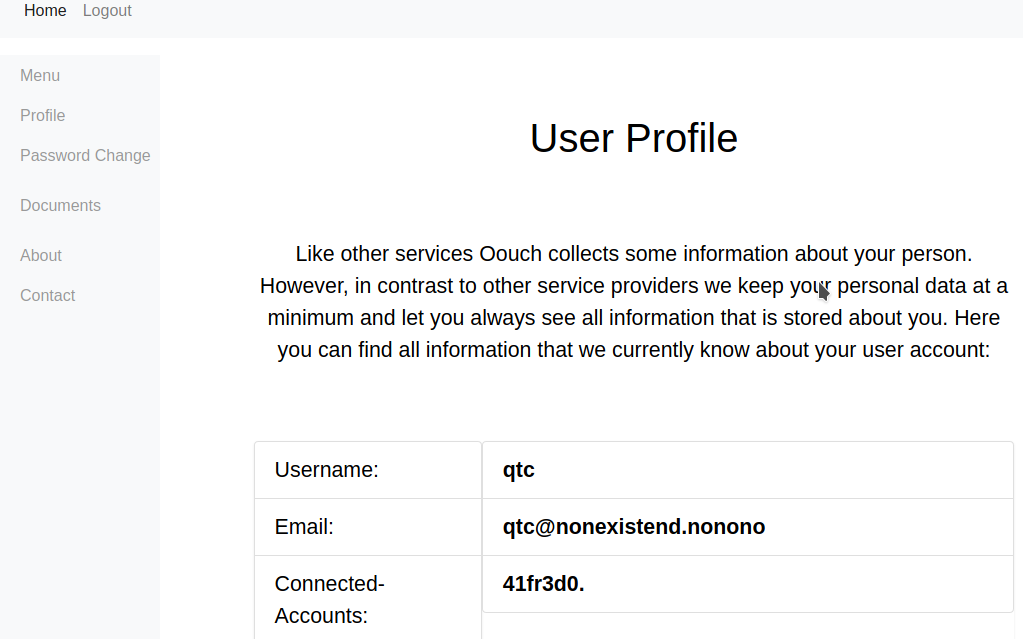 Home Logout
Menu
Profile
Password Change
Documents
About
Contact
User Profile
Like other services Oouch collects some information about your person.
However, in contrast to other service providers we keep your personal data at a
minimum and let you always see all information that is stored about you. Here
you can find all information that we currently know about your user account:
Username: qtc
Email: qtc@nonexistend.nonono
Connected- 41fr3d0.
Accounts: